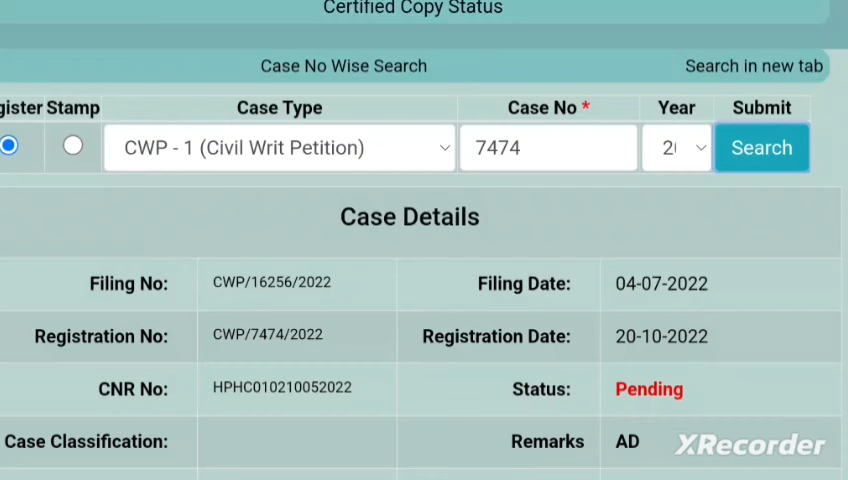 Certified Copy Status
Case No Wise Search Search in new tab
gister Stamp Case Type Case No * Year Submit
CWP - 1 (Civil Writ Petition) 7474 20 Search
Case Details
Filing No: CWP/16256/2022 Filing Date: 04-07-2022
Registration No: CWP/7474/2022 Registration Date: 20-10-2022
CNR No: HPHC010210052022 Status: Pending
Case Classification: Remarks AD
XRecorder